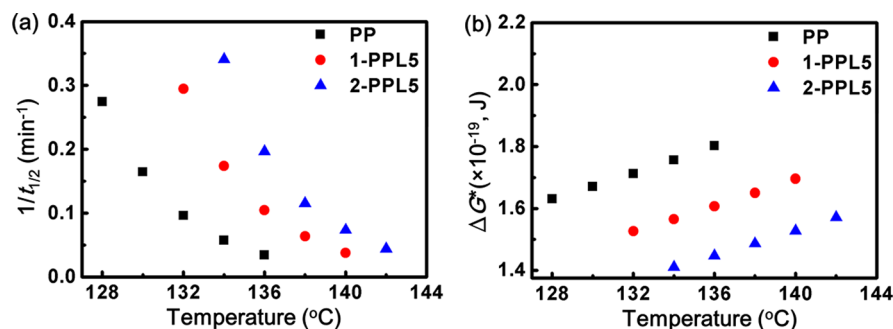 (a)
0.4
0.3
0.2
0.1
0.0
1/t1/2 (min-1)
PP
1-PPL5
2-PPL5
128 132 136 140 144
Temperature (oC)
(b)
2.2
2.0
1.8
1.6
1.4
ΔG*(×10-19, J)
PP
1-PPL5
2-PPL5
128 132 136 140 144
Temperature (oC)